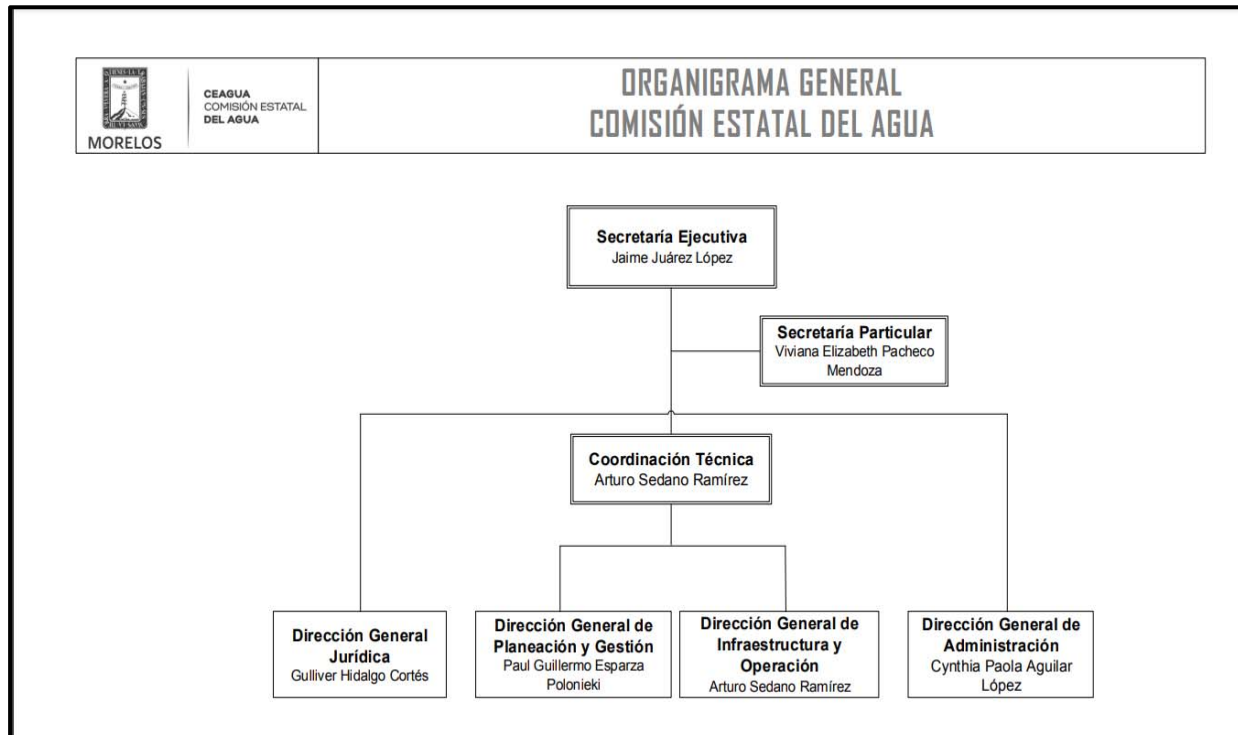 MORELOS
CEAGUA
COMISIÓN ESTATAL
DEL AGUA
ORGANIGRAMA GENERAL
COMISIÓN ESTATAL DEL AGUA
Secretaría Ejecutiva
Jaime Juárez López
Secretaría Particular
Viviana Elizabeth Pacheco
Mendoza
Coordinación Técnica
Arturo Sedano Ramírez
Dirección General
Jurídica
Gulliver Hidalgo Cortés
Dirección General de
Planeación y Gestión
Paul Guillermo Esparza
Polonieki
Dirección General de
Infraestructura y
Operación
Arturo Sedano Ramírez
Dirección General de
Administración
Cynthia Paola Aguilar
López